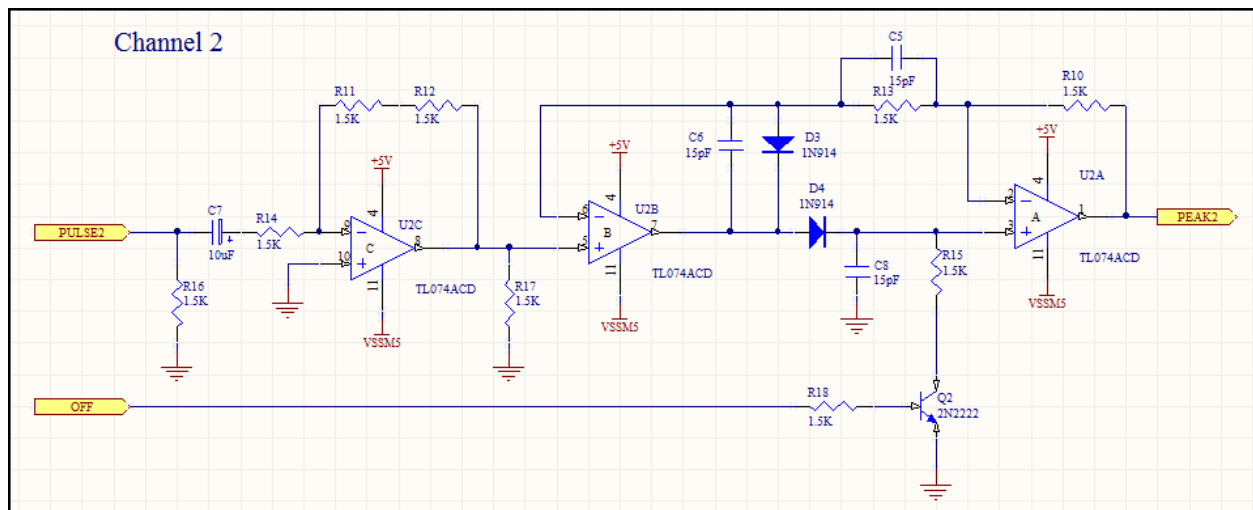 Channel 2
C5
15pF
R11
1.5K
R12
1.5K
R13
1.5K
R10
1.5K
+5V
C6
15pF
D3
1N914
+5V
+5V
4
U2A
D4
1N914
2
A
1
3
PEAK2
4
U2C
C7
R14
4
U2B
6
B
7
5
PULSE2
+
10uF
1.5K
9
C
8
10
11
TL074ACD
11
TL074ACD
C8
15pF
R15
1.5K
11
TL074ACD
R16
1.5K
R17
1.5K
VSSM5
VSSM5
VSSM5
OFF
R18
1.5K
Q2
2N2222